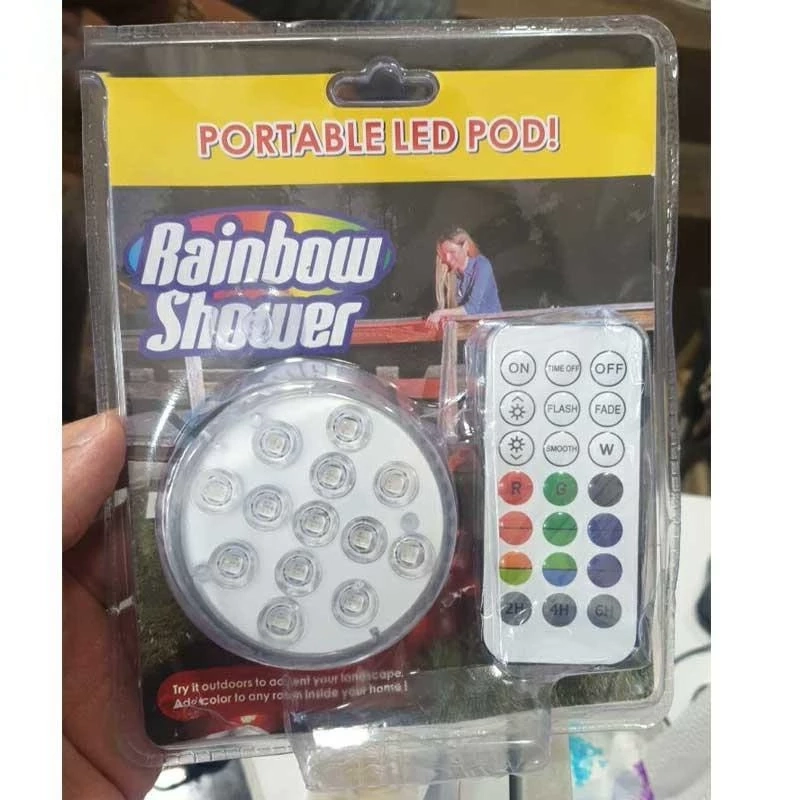 PORTABLE LED POD!
Rainbow
Shower
ON TIME OFF OFF
FLASH FADE
SMOOTH W
R G
2H 4H 6H
Try it outdoors to accent your landscape.
Add color to any room inside your home!